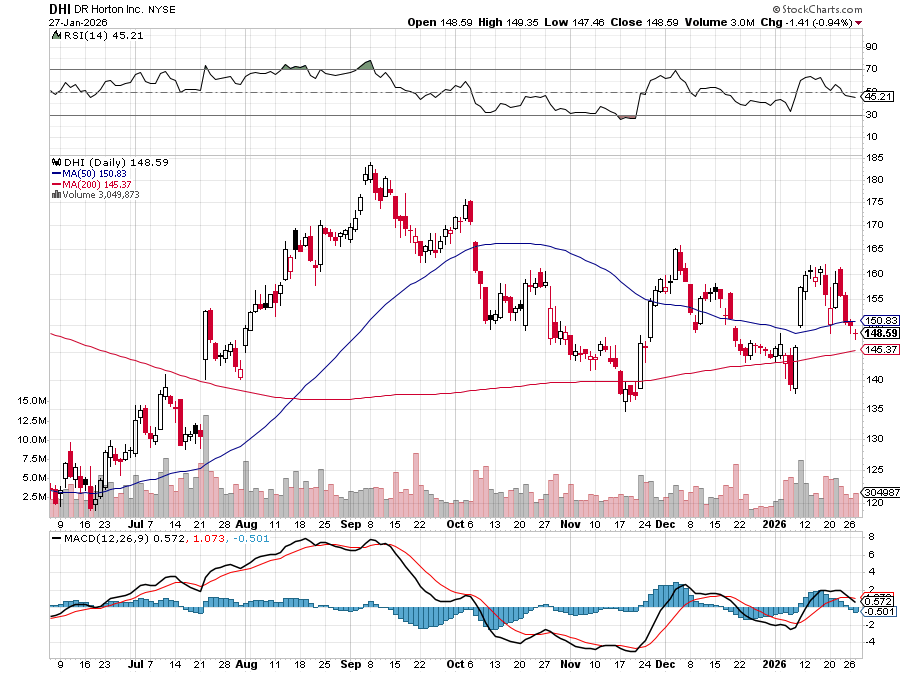 DHI DR Horton Inc. NYSE © StockCharts.com
27-Jan-2026 Open 148.59 High 149.35 Low 147.46 Close 148.59 Volume 3.0M Chg -1.41 (-0.94%)
RSI(14) 45.21
90
70
50
45.21
30
10
DHI (Daily) 148.59
MA(50) 150.83
MA(200) 145.37
Volume 3,049,873
185
180
175
170
165
160
155
150.83
148.59
145.37
140
135
130
125
304987
120
15.0M
12.5M
10.0M
7.5M
5.0M
2.5M
9 16 23 Jul 7 14 21 28 Aug 11 18 25 Sep 8 15 22 Oct 6 13 20 27 Nov 10 17 24 Dec 8 15 22 2026 12 20 26
MACD(12,26,9) 0.572, 1.073, -0.501
8
6
4
2
0.572
-0.501
-2
-4
9 16 23 Jul 7 14 21 28 Aug 11 18 25 Sep 8 15 22 Oct 6 13 20 27 Nov 10 17 24 Dec 8 15 22 2026 12 20 26